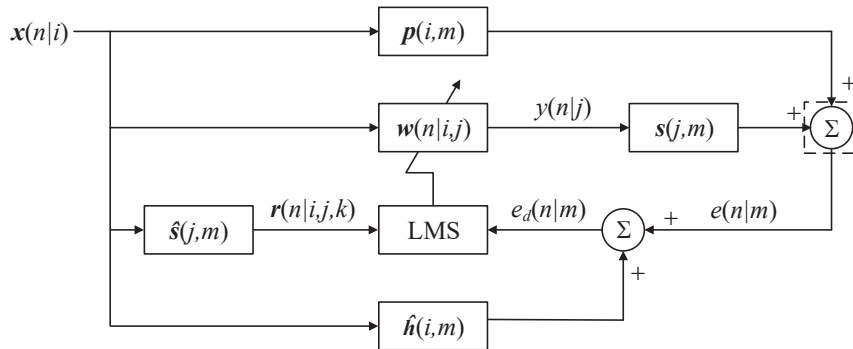 x(n|i)
p(i,m)
+
w(n|i,j)
y(n|j)
s(j,m)
+
Σ
ŝ(j,m)
r(n|i,j,k)
LMS
e_d(n|m)
Σ
+
e(n|m)
+
ĥ(i,m)